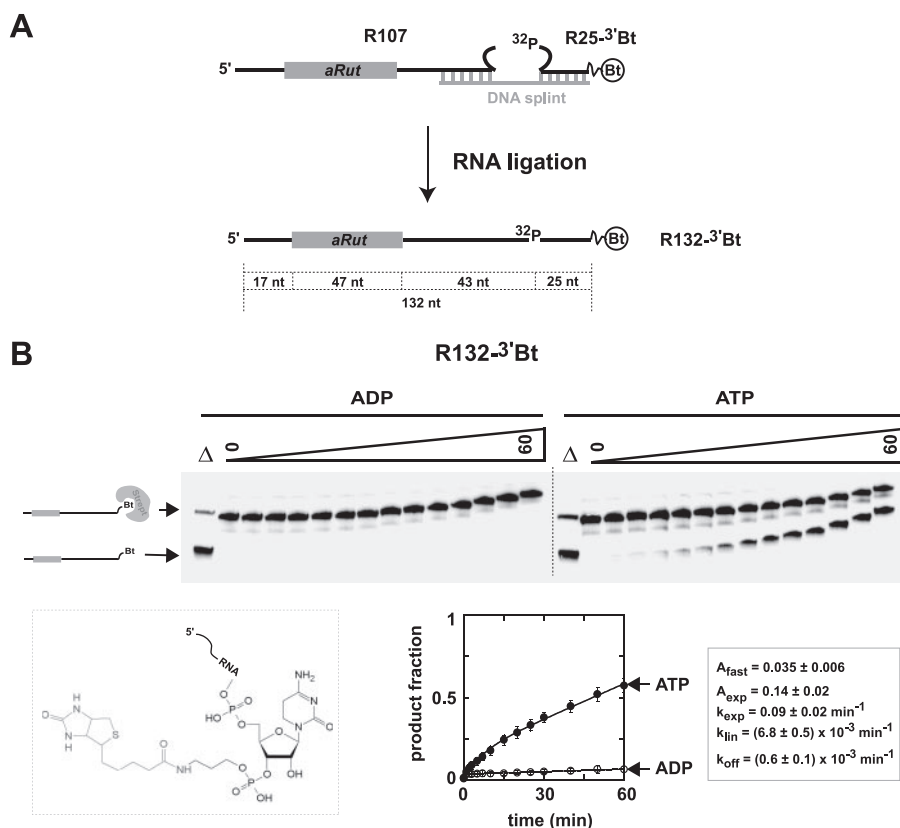 A
R107
32P
R25-3'Bt
5'
aRut
Bt
DNA splint
RNA ligation
5'
aRut
32P
Bt
R132-3'Bt
17 nt
47 nt
43 nt
25 nt
132 nt
B
R132-3'Bt
ADP
ATP
Δ
0
60
Δ
0
60
Strept
Bt
Bt
5'
RNA
O
P
HO
O
O
NH2
N
N
O
O
H
N
O
N
H
S
O
N
H
O
O
P
O
OH
OH
product fraction
1
0.5
0
0
30
60
time (min)
ATP
ADP
Afast = 0.035 ± 0.006
Aexp = 0.14 ± 0.02
kexp = 0.09 ± 0.02 min-1
klin = (6.8 ± 0.5) x 10-3 min-1
koff = (0.6 ± 0.1) x 10-3 min-1